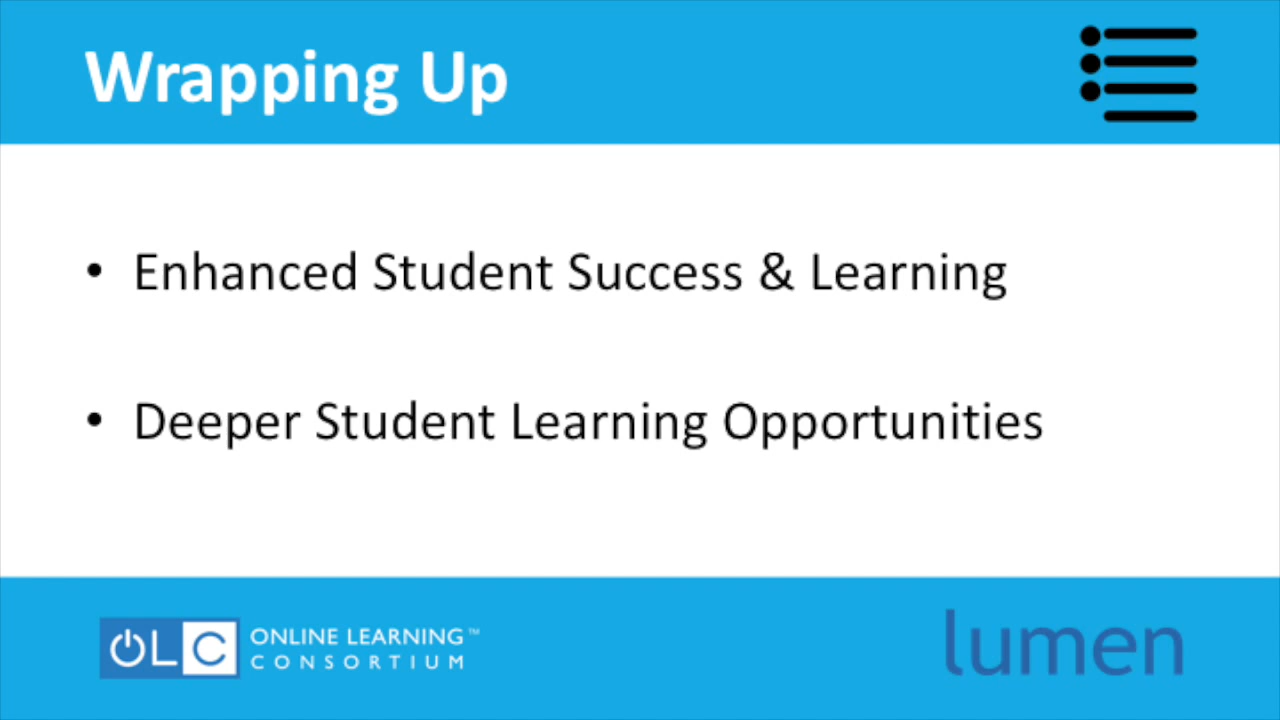 Wrapping Up
• Enhanced Student Success & Learning
• Deeper Student Learning Opportunities
OLC ONLINE LEARNING™
CONSORTIUM
lumen